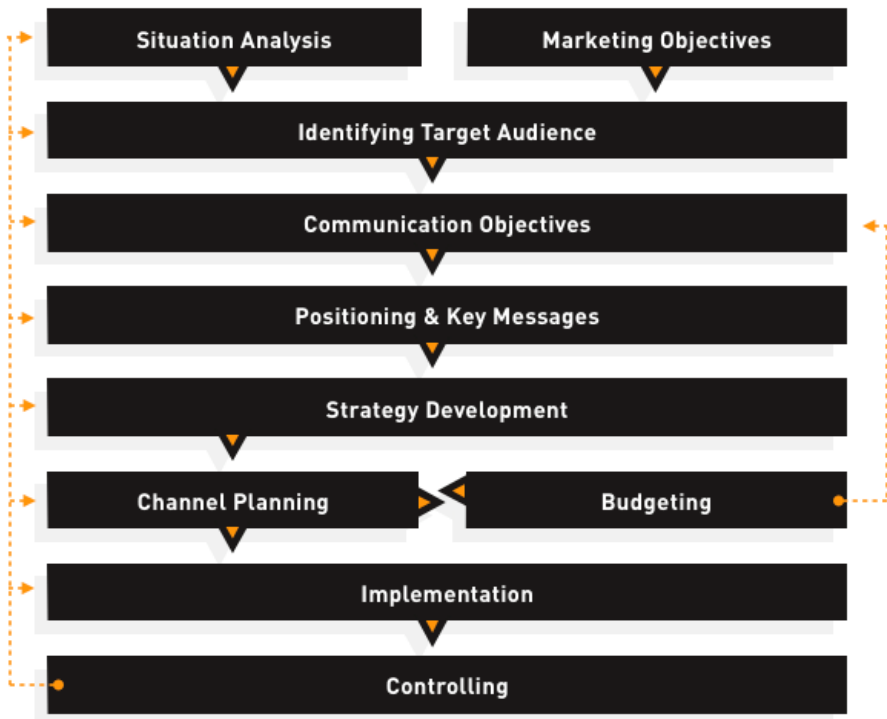 Situation Analysis
Marketing Objectives
Identifying Target Audience
Communication Objectives
Positioning & Key Messages
Strategy Development
Channel Planning
Budgeting
Implementation
Controlling